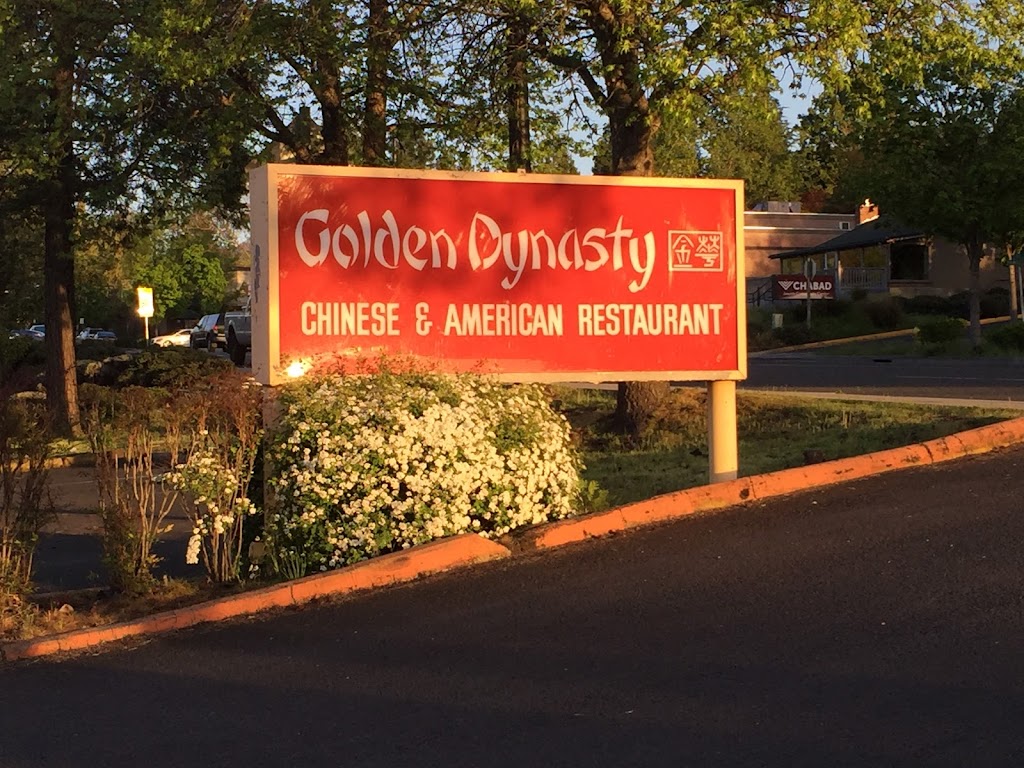 Golden Dynasty
CHINESE & AMERICAN RESTAURANT
CHABAD